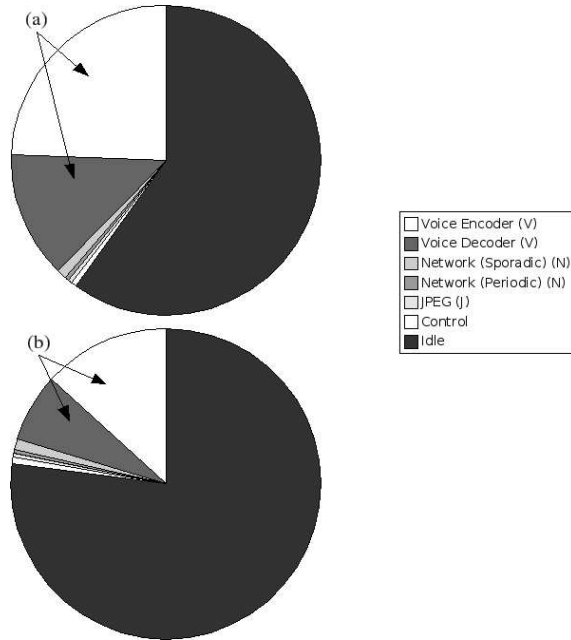 (a)
Voice Encoder (V)
Voice Decoder (V)
Network (Sporadic) (N)
Network (Periodic) (N)
JPEG (J)
Control
Idle
(b)